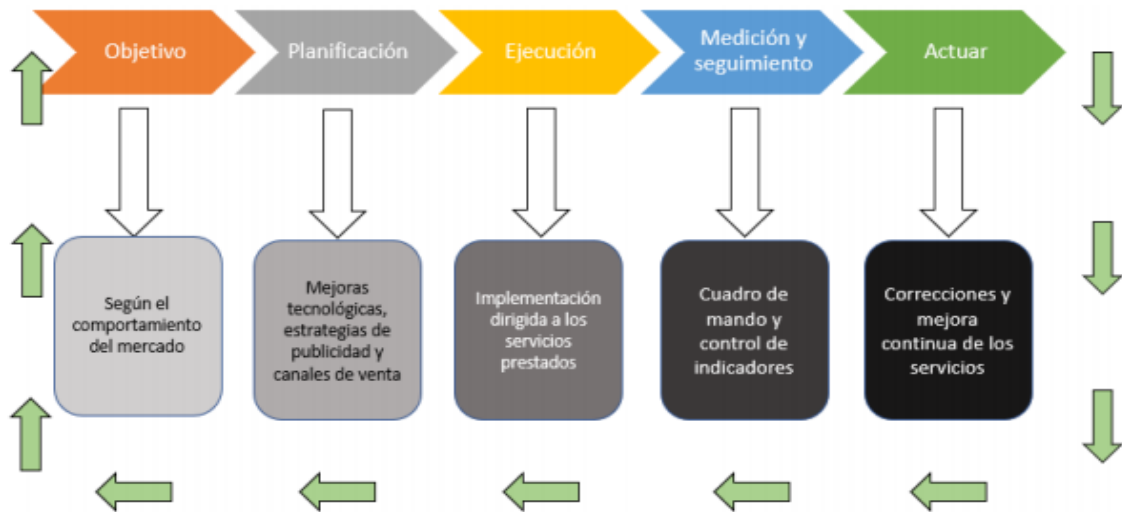 Objetivo
Planificación
Ejecución
Medición y
seguimiento
Actuar
Según el
comportamiento
del mercado
Mejoras
tecnológicas,
estrategias de
publicidad y
canales de venta
Implementación
dirigida a los
servicios
prestados
Cuadro de
mando y
control de
indicadores
Correcciones y
mejora
continua de los
servicios